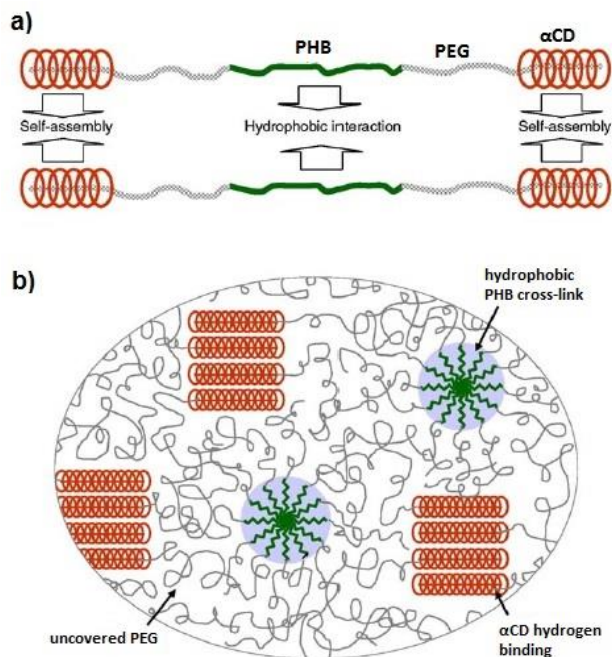 a)
PHB
PEG
αCD
Self-assembly
Hydrophobic interaction
Self-assembly
b)
hydrophobic
PHB cross-link
uncovered PEG
αCD hydrogen
binding